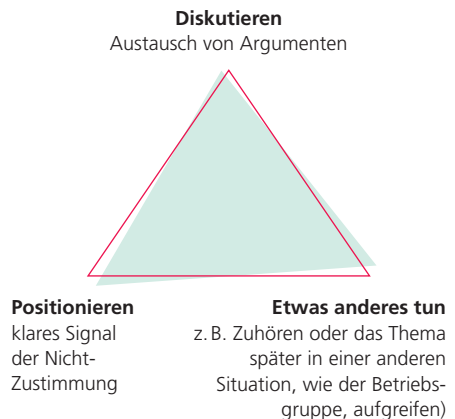 Diskutieren
Austausch von Argumenten
Positionieren
klares Signal
der Nicht-
Zustimmung
Etwas anderes tun
z. B. Zuhören oder das Thema
später in einer anderen
Situation, wie der Betriebs-
gruppe, aufgreifen)